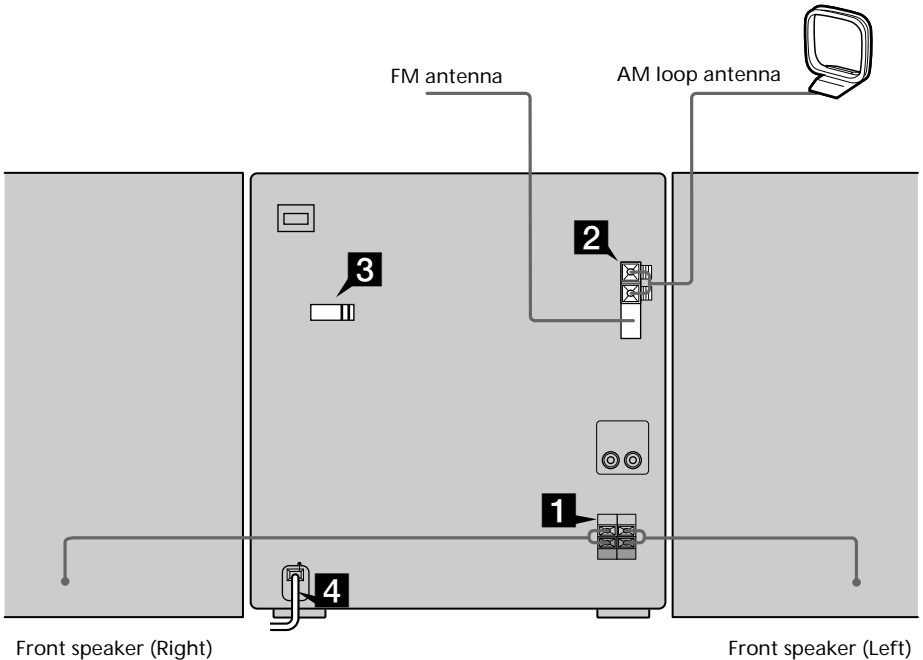 FM antenna
AM loop antenna
2
3
1
4
Front speaker (Right)
Front speaker (Left)